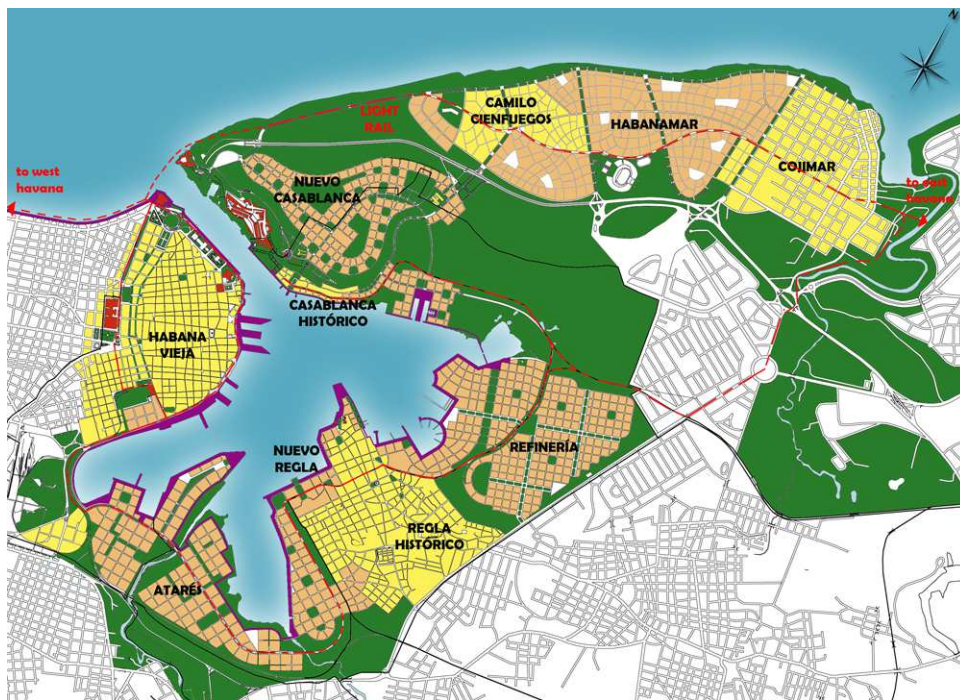 N
LIGHT
RAIL
CAMILO
CIENFUEGOS
HABANAMAR
COJIMAR
to west
havana
to east
havana
NUEVO
CASABLANCA
CASABLANCA
HISTÓRICO
HABANA
VIEJA
NUEVO
REGLA
REFINERÍA
REGLA
HISTÓRICO
ATARÉS